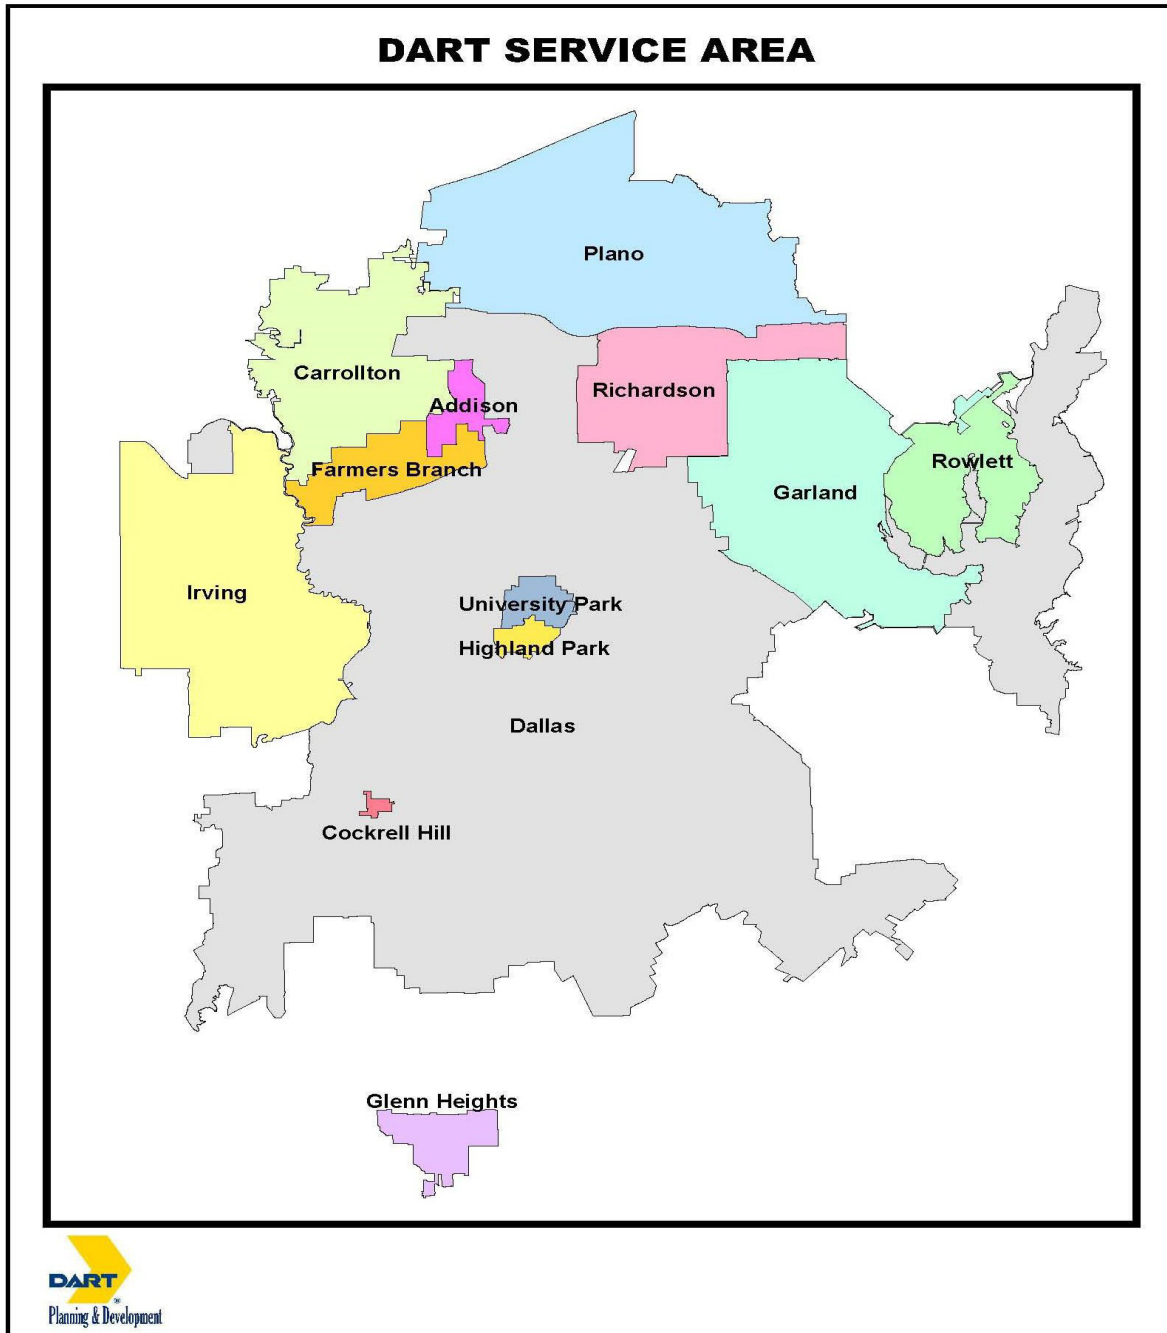 DART SERVICE AREA
Plano
Carrollton
Richardson
Addison
Rowlett
Farmers Branch
Garland
Irving
University Park
Highland Park
Dallas
Cockrell Hill
Glenn Heights
DART
®
Planning & Development